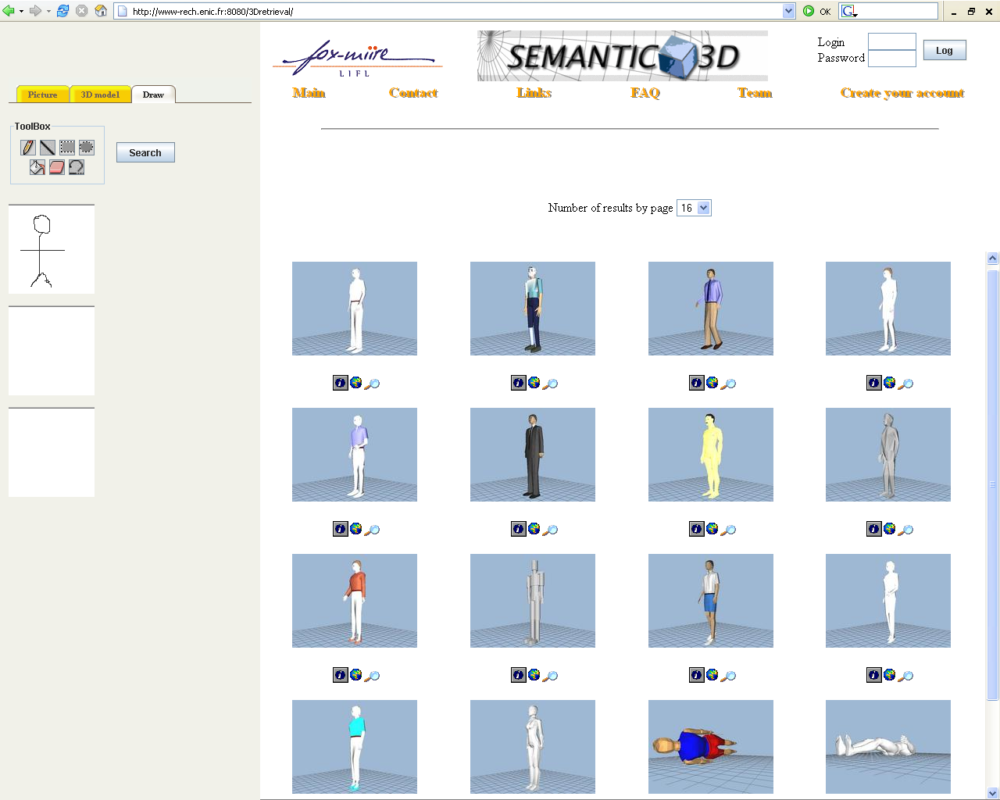 http://www-rech.enic.fr:8080/3Dretrieval/
OK
G
fox-miire
LIFL
SEMANTIC 3D
Login
Password
Log
Picture
3D model
Draw
Main
Contact
Links
FAQ
Team
Create your account
ToolBox
Search
Number of results by page 16